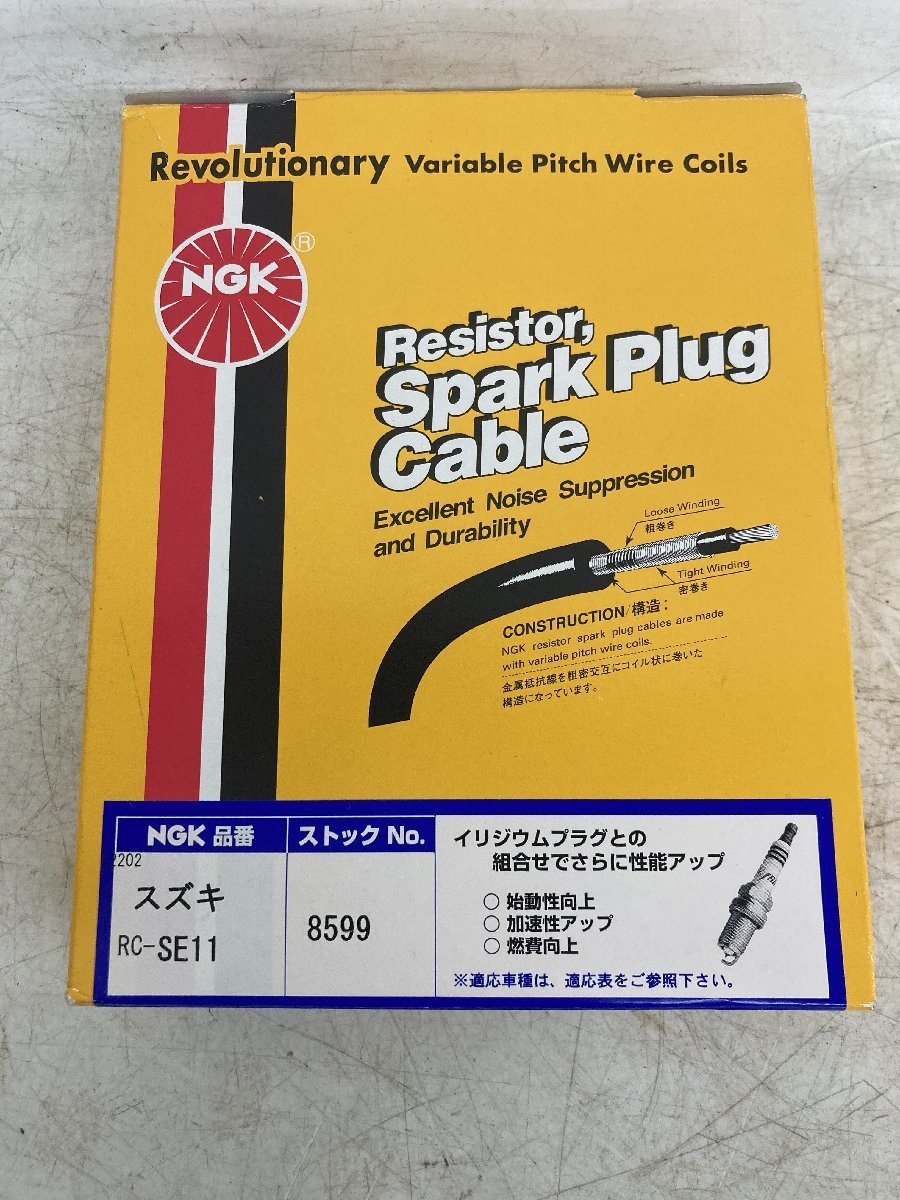 Revolutionary Variable Pitch Wire Coils
NGK
®
Resistor,
Spark Plug
Cable
Excellent Noise Suppression
and Durability
Loose Winding
粗巻き
Tight Winding
密巻き
CONSTRUCTION/構造:
NGK resistor spark plug cables are made
with variable pitch wire coils.
金属抵抗線を粗密交互にコイル状に巻いた
構造になっています。
NGK 品番
ストック No.
2202
スズキ
RC-SE11
8599
イリジウムプラグとの
組合せでさらに性能アップ
○ 始動性向上
○ 加速性アップ
○ 燃費向上
※適応車種は、適応表をご参照下さい。